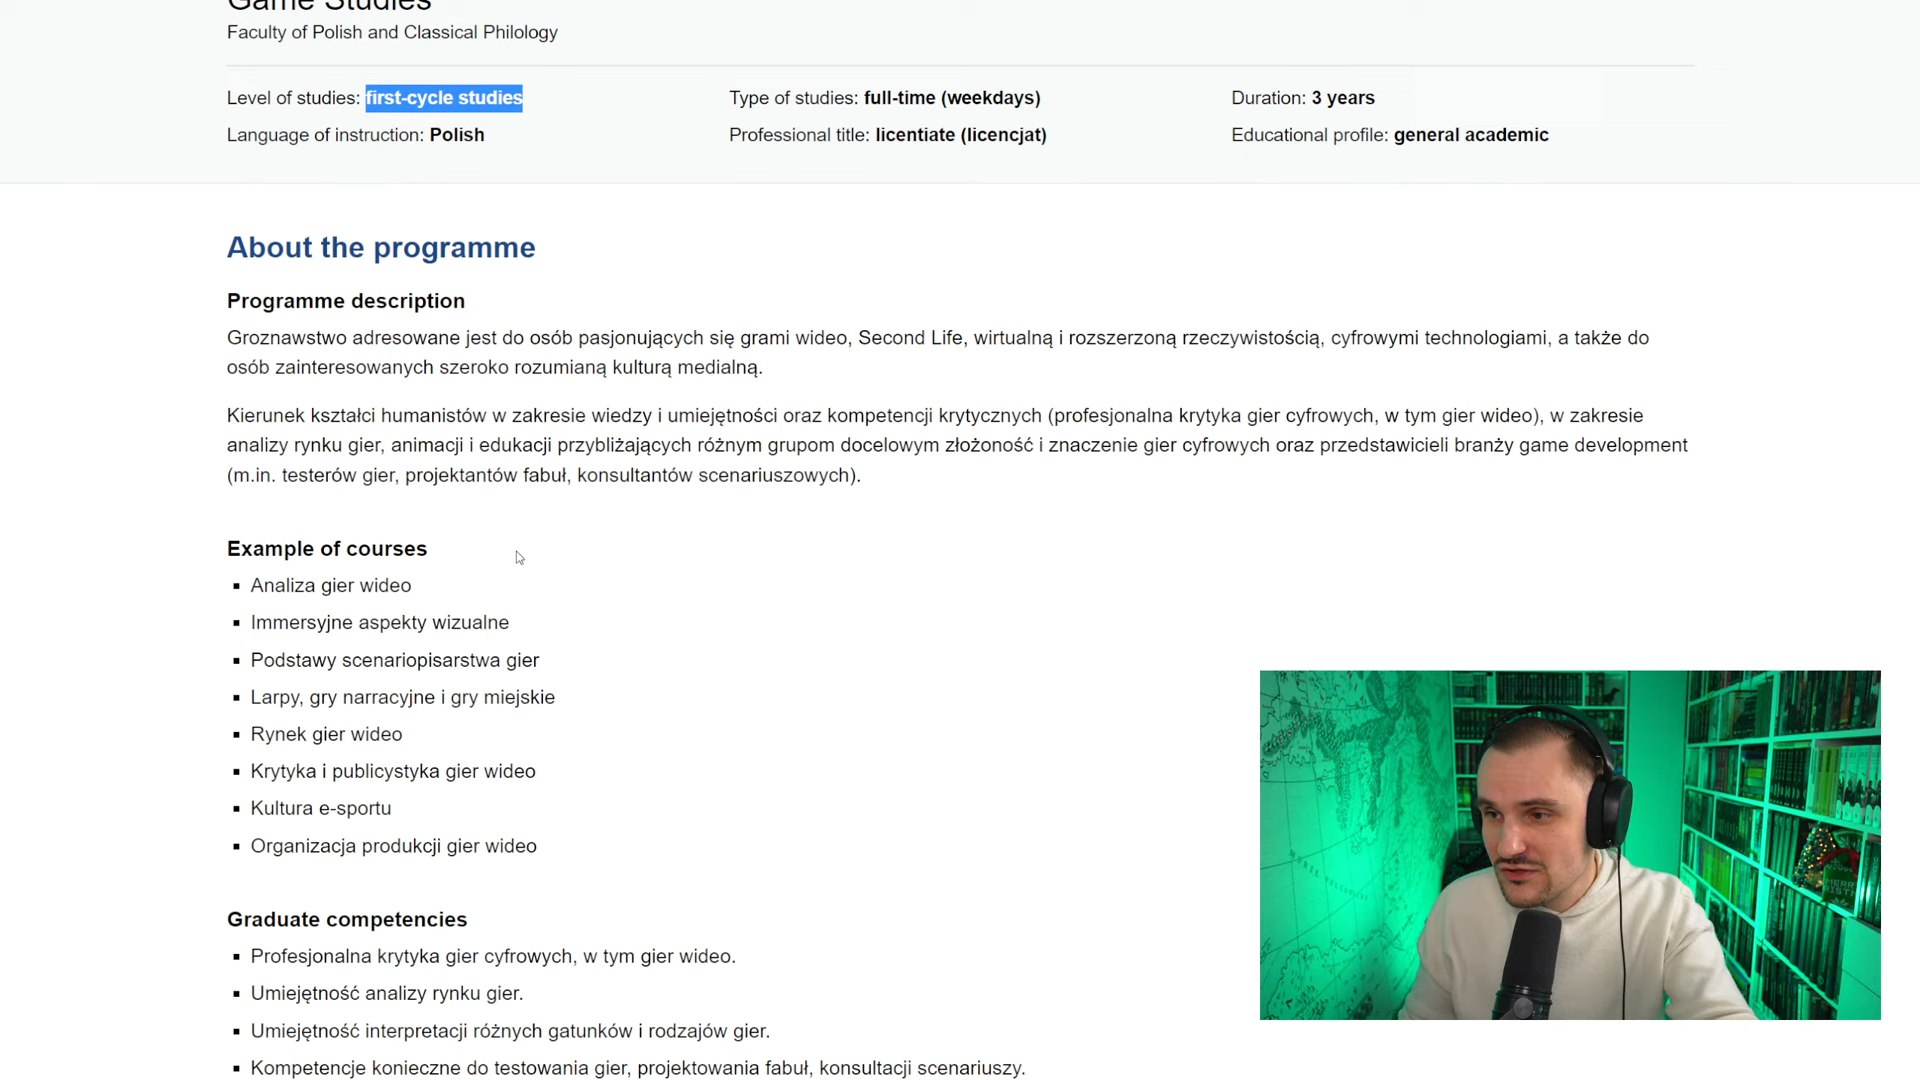 Game Studies
Faculty of Polish and Classical Philology
Level of studies: first-cycle studies
Type of studies: full-time (weekdays)
Duration: 3 years
Language of instruction: Polish
Professional title: licentiate (licencjat)
Educational profile: general academic
About the programme
Programme description
Groznawstwo adresowane jest do osób pasjonujących się grami wideo, Second Life, wirtualną i rozszerzoną rzeczywistością, cyfrowymi technologiami, a także do
osób zainteresowanych szeroko rozumianą kulturą medialną.
Kierunek kształci humanistów w zakresie wiedzy i umiejętności oraz kompetencji krytycznych (profesjonalna krytyka gier cyfrowych, w tym gier wideo), w zakresie
analizy rynku gier, animacji i edukacji przybliżających różnym grupom docelowym złożoność i znaczenie gier cyfrowych oraz przedstawicieli branży game development
(m.in. testerów gier, projektantów fabuł, konsultantów scenariuszowych).
Example of courses
▪ Analiza gier wideo
▪ Immersyjne aspekty wizualne
▪ Podstawy scenariopisarstwa gier
▪ Larpy, gry narracyjne i gry miejskie
▪ Rynek gier wideo
▪ Krytyka i publicystyka gier wideo
▪ Kultura e-sportu
▪ Organizacja produkcji gier wideo
Graduate competencies
▪ Profesjonalna krytyka gier cyfrowych, w tym gier wideo.
▪ Umiejętność analizy rynku gier.
▪ Umiejętność interpretacji różnych gatunków i rodzajów gier.
▪ Kompetencje konieczne do testowania gier, projektowania fabuł, konsultacji scenariuszy.
MERRY